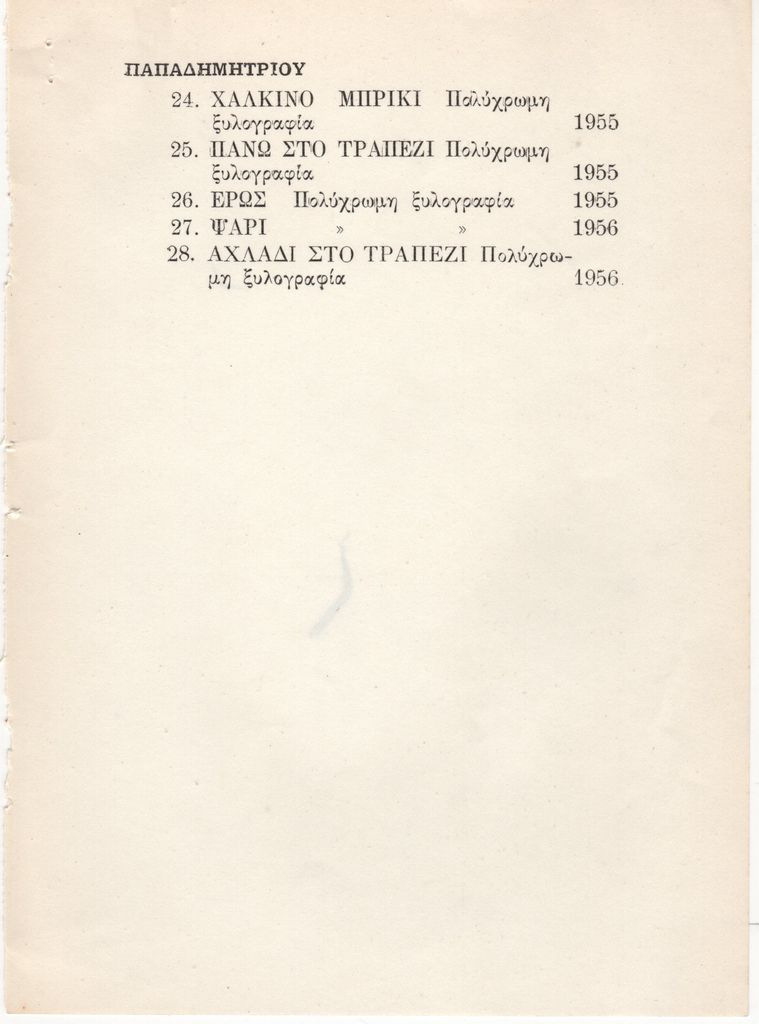 ΠΑΠΑΔΗΜΗΤΡΙΟΥ
24. ΧΑΛΚΙΝΟ ΜΠΡΙΚΙ Πολύχρωμη
ξυλογραφία 1955
25. ΠΑΝΩ ΣΤΟ ΤΡΑΠΕΖΙ Πολύχρωμη
ξυλογραφία 1955
26. ΕΡΩΣ Πολύχρωμη ξυλογραφία 1955
27. ΨΑΡΙ » » 1956
28. ΑΧΛΑΔΙ ΣΤΟ ΤΡΑΠΕΖΙ Πολύχρω-
μη ξυλογραφία 1956